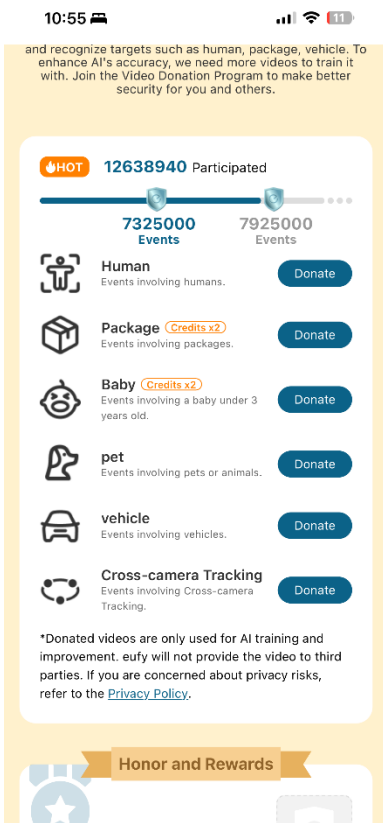 10:55
11
and recognize targets such as human, package, vehicle. To
enhance AI's accuracy, we need more videos to train it
with. Join the Video Donation Program to make better
security for you and others.
HOT 12638940 Participated
7325000 7925000
Events Events
Human
Events involving humans.
Donate
Package Credits x2
Events involving packages.
Donate
Baby Credits x2
Events involving a baby under 3
years old.
Donate
pet
Events involving pets or animals.
Donate
vehicle
Events involving vehicles.
Donate
Cross-camera Tracking
Events involving Cross-camera
Tracking.
Donate
*Donated videos are only used for AI training and
improvement. eufy will not provide the video to third
parties. If you are concerned about privacy risks,
refer to the Privacy Policy.
Honor and Rewards